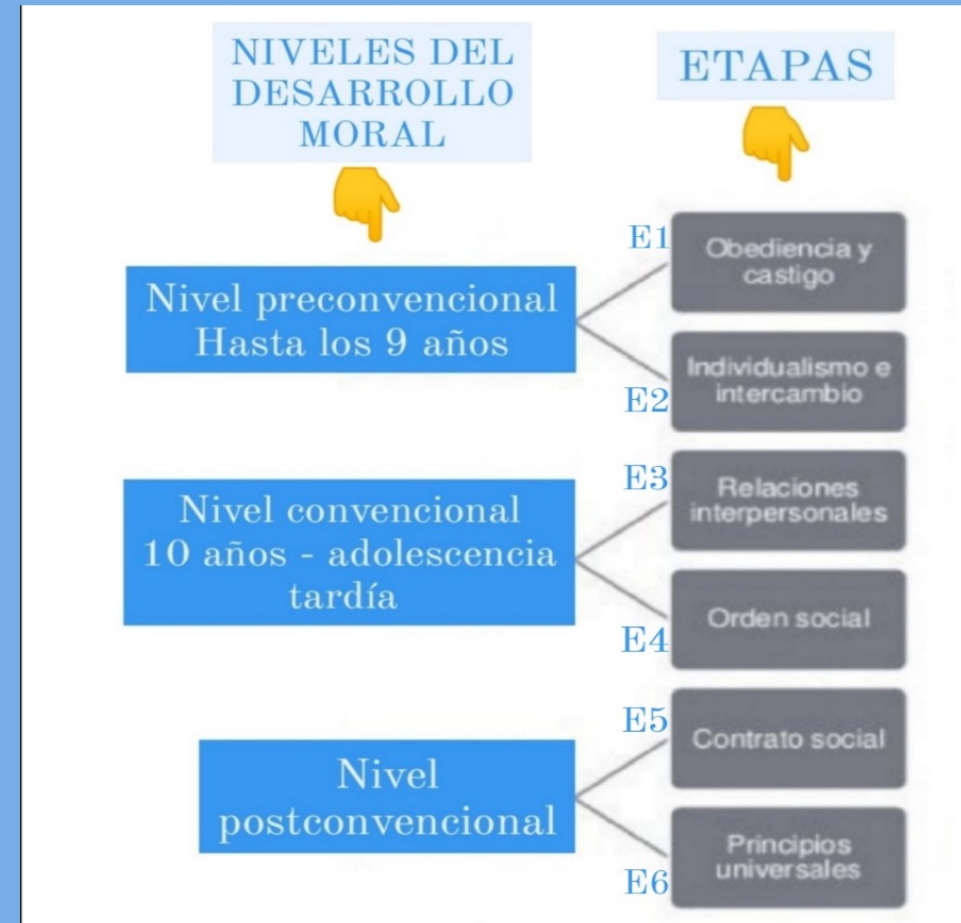 NIVELES DEL
DESARROLLO
MORAL
ETAPAS
Nivel preconvencional
Hasta los 9 años
E1
Obediencia y
castigo
E2
Individualismo e
intercambio
Nivel convencional
10 años - adolescencia
tardía
E3
Relaciones
interpersonales
E4
Orden social
Nivel
postconvencional
E5
Contrato social
E6
Principios
universales